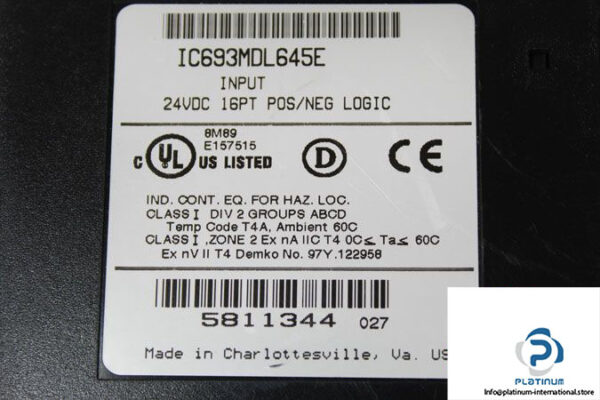 IC693MDL645E
INPUT
24VDC 16PT POS/NEG LOGIC
8M89
E157515
C UL US LISTED D CE
IND. CONT. EQ. FOR HAZ. LOC.
CLASS I DIV 2 GROUPS ABCD
Temp Code T4A, Ambient 60C
CLASS I ,ZONE 2 Ex nA IIC T4 0C≤ Ta≤ 60C
Ex nV II T4 Demko No. 97Y.122958
5811344 027
Made in Charlottesville, Va. US
PLATINUM
Info@platinum-international.store